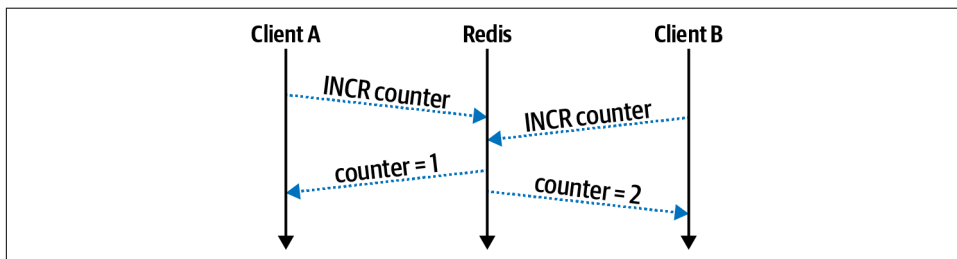 Client A Redis Client B
INCR counter
INCR counter
counter = 1
counter = 2